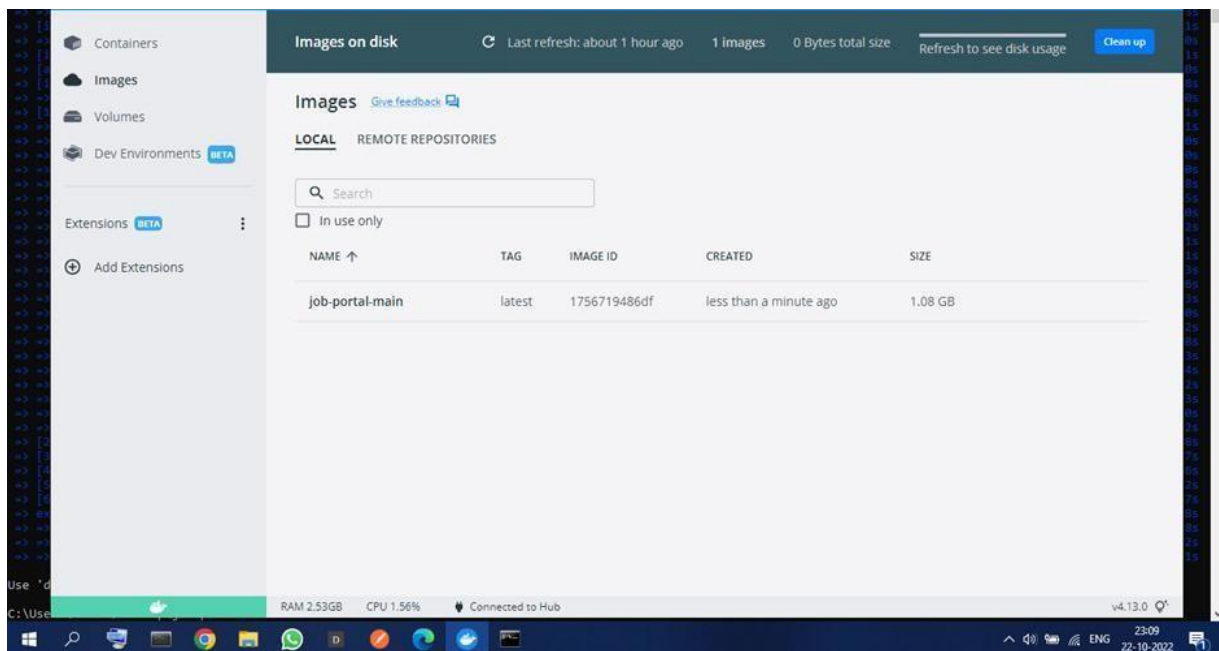 Containers
Images
Volumes
Dev Environments BETA
Extensions BETA
Add Extensions
Images on disk
Last refresh: about 1 hour ago
1 images
0 Bytes total size
Refresh to see disk usage
Clean up
Images Give feedback
LOCAL REMOTE REPOSITORIES
Search
In use only
NAME TAG IMAGE ID CREATED SIZE
job-portal-main latest 1756719486df less than a minute ago 1.08 GB
RAM 2.53GB CPU 1.56% Connected to Hub v4.13.0
Use 'd
C:\Use
ENG 23:09
22-10-2022